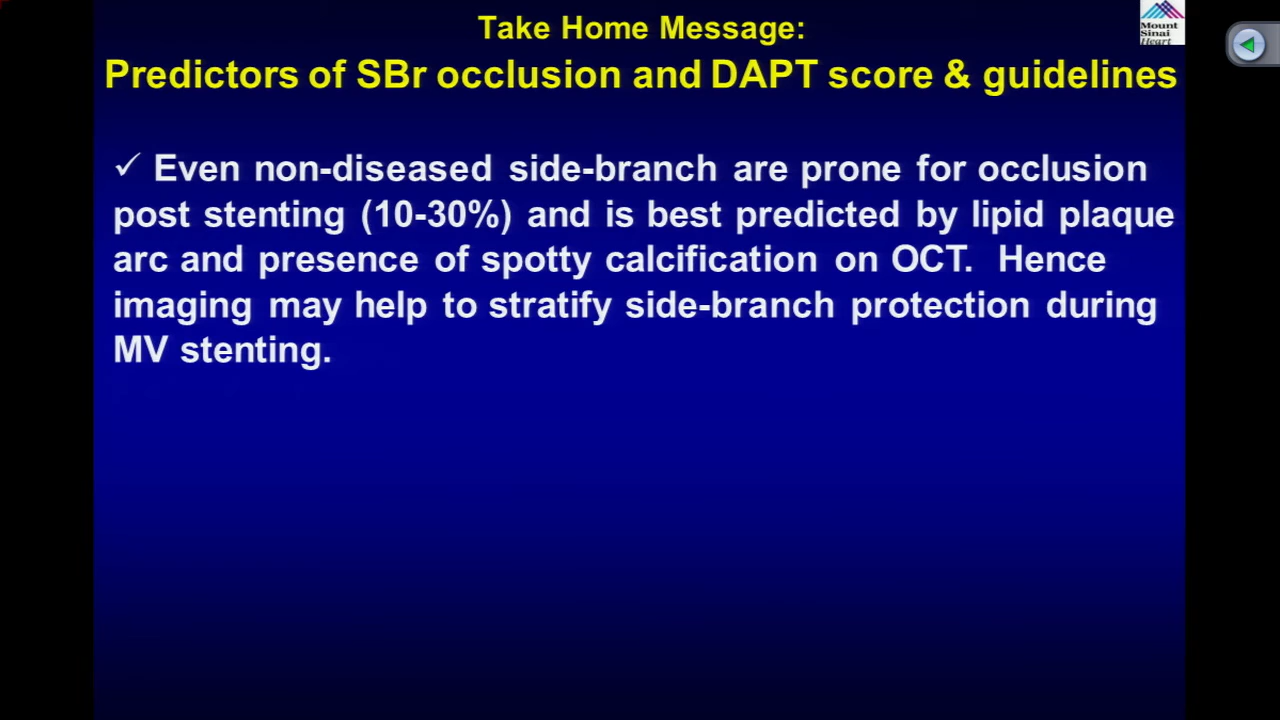 Take Home Message:
Predictors of SBr occlusion and DAPT score & guidelines
Mount
Sinai
Heart
✓ Even non-diseased side-branch are prone for occlusion
post stenting (10-30%) and is best predicted by lipid plaque
arc and presence of spotty calcification on OCT. Hence
imaging may help to stratify side-branch protection during
MV stenting.